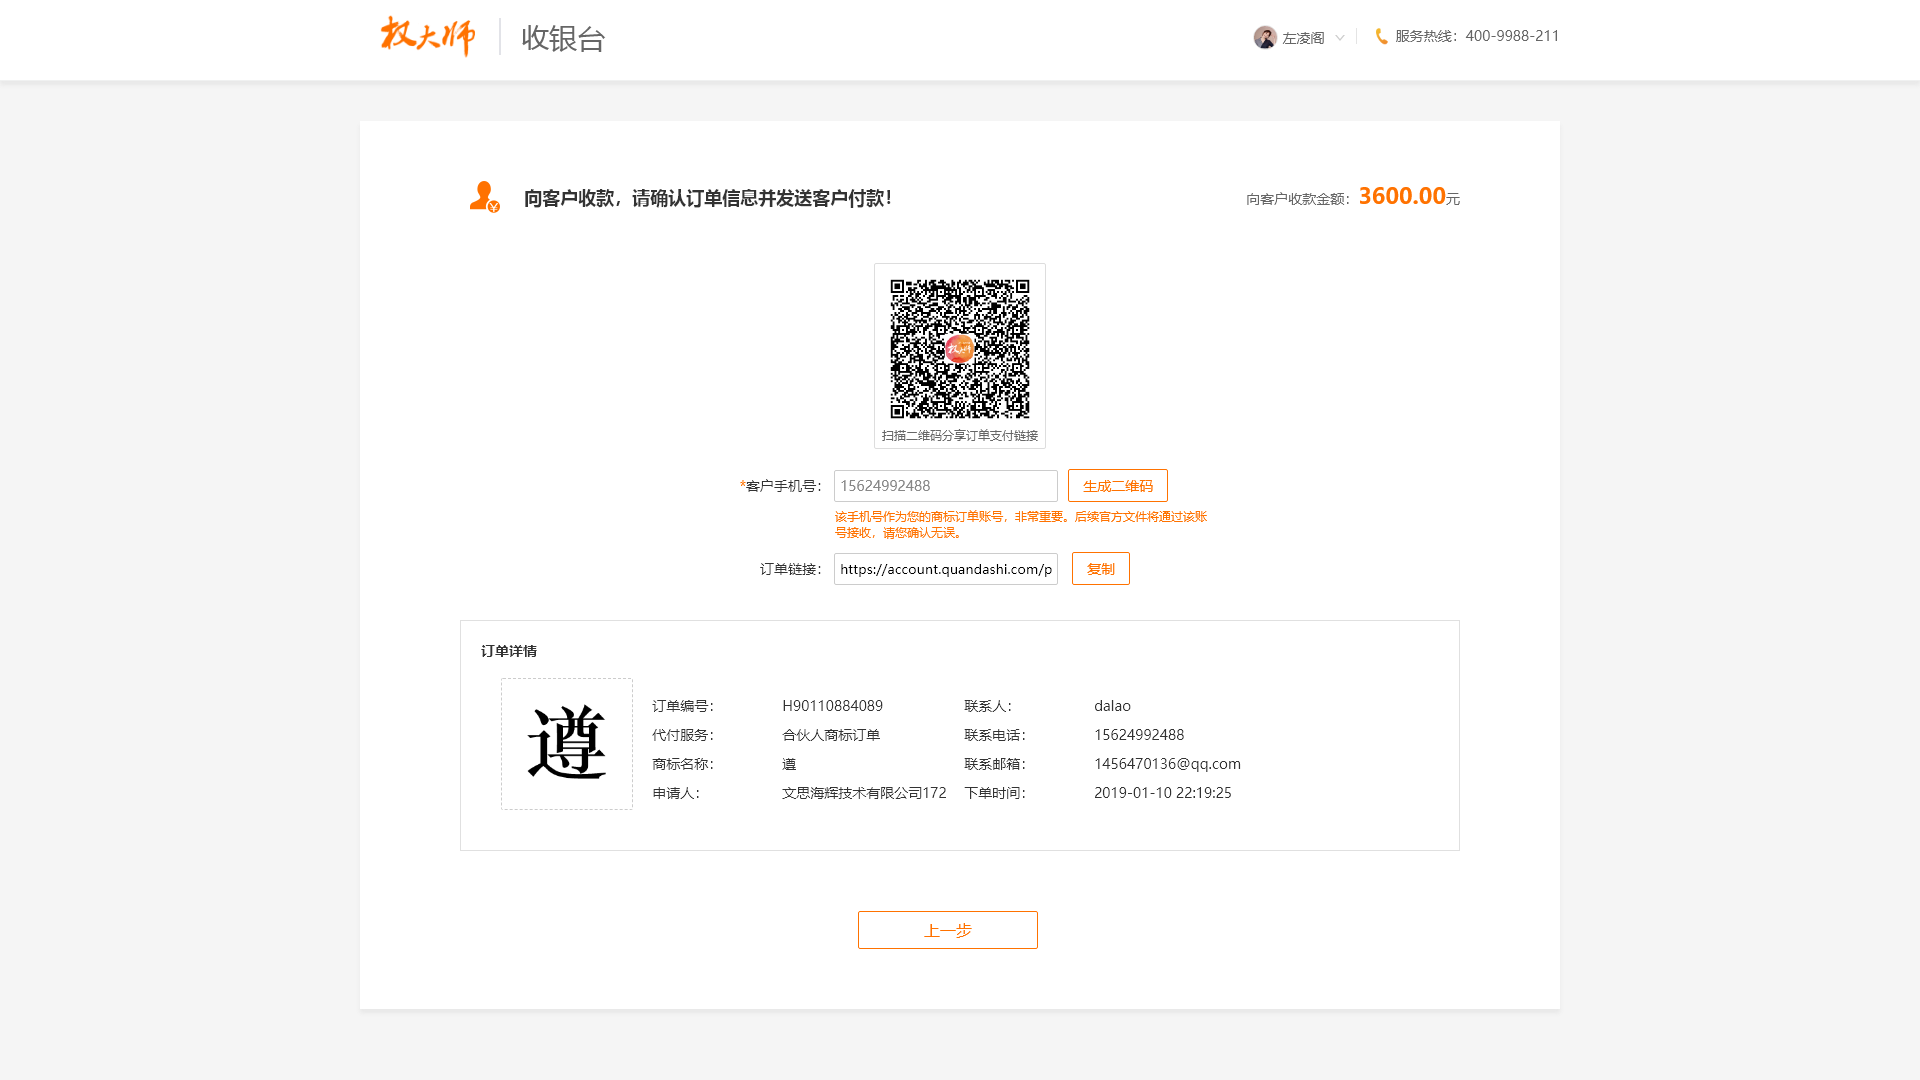 权大师 收银台 左凌阁 服务热线：400-9988-211
向客户收款，请确认订单信息并发送客户付款！ 向客户收款金额：3600.00元
权大师
扫描二维码分享订单支付链接
*客户手机号： 15624992488 生成二维码
该手机号作为您的商标订单账号，非常重要。后续官方文件将通过该账
号接收，请您确认无误。
订单链接： https://account.quandashi.com/p 复制
订单详情
遵
订单编号： H90110884089 联系人： dalao
代付服务： 合伙人商标订单 联系电话： 15624992488
商标名称： 遵 联系邮箱： 1456470136@qq.com
申请人： 文思海辉技术有限公司172 下单时间： 2019-01-10 22:19:25
上一步